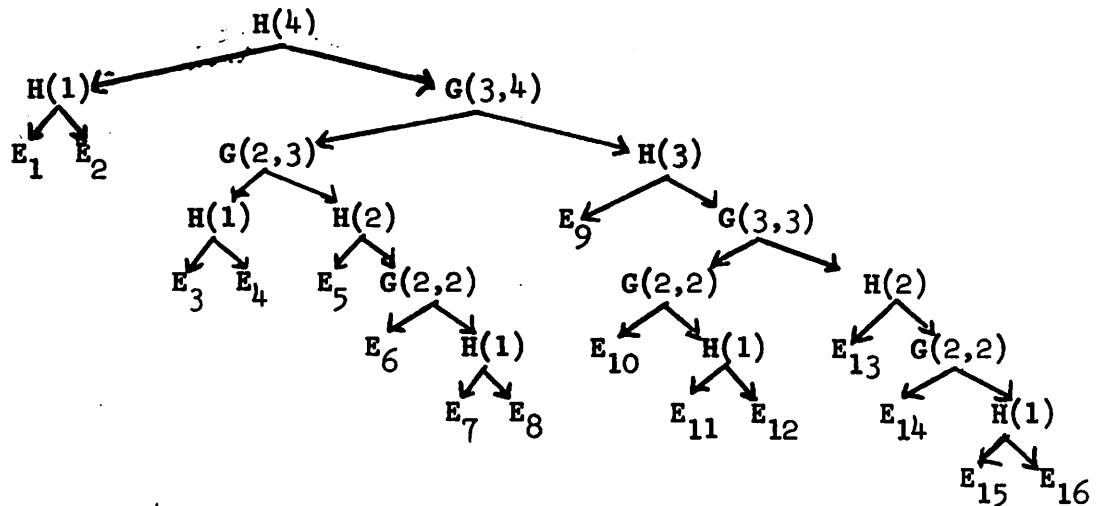 H(4)
H(1) G(3,4)
E1 E2 G(2,3) H(3)
H(1) H(2) E9 G(3,3)
E3 E4 E5 G(2,2) G(2,2) H(2)
E6 H(1) E10 H(1) E13 G(2,2)
E7 E8 E11 E12 E14 H(1)
E15 E16